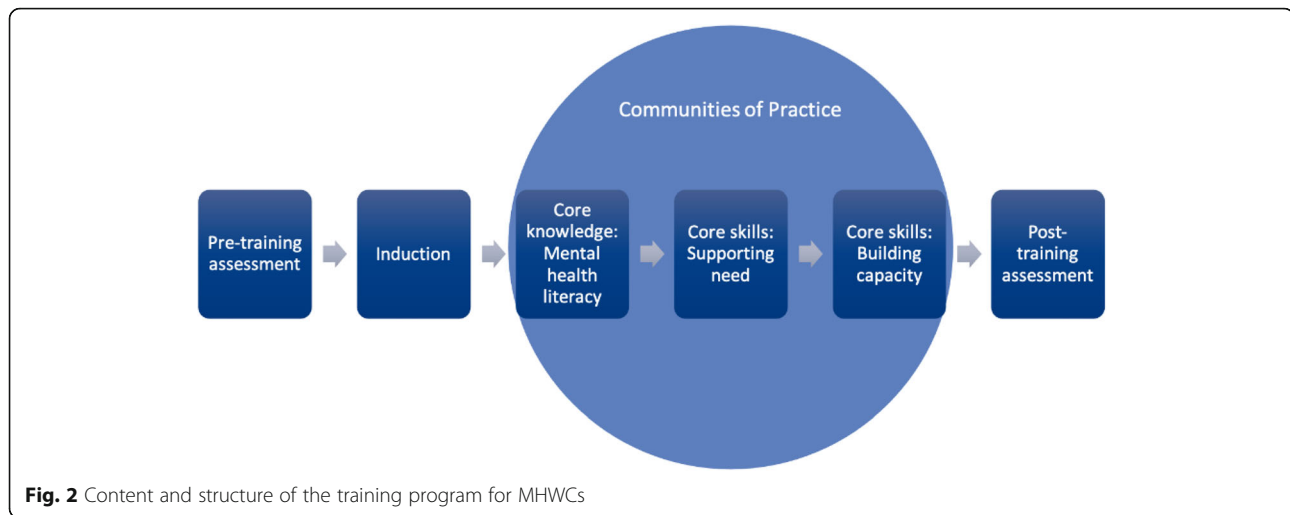 Communities of Practice
Pre-training
assessment
Induction
Core
knowledge:
Mental
health
literacy
Core skills:
Supporting
need
Core skills:
Building
capacity
Post-
training
assessment
Fig. 2 Content and structure of the training program for MHWCs